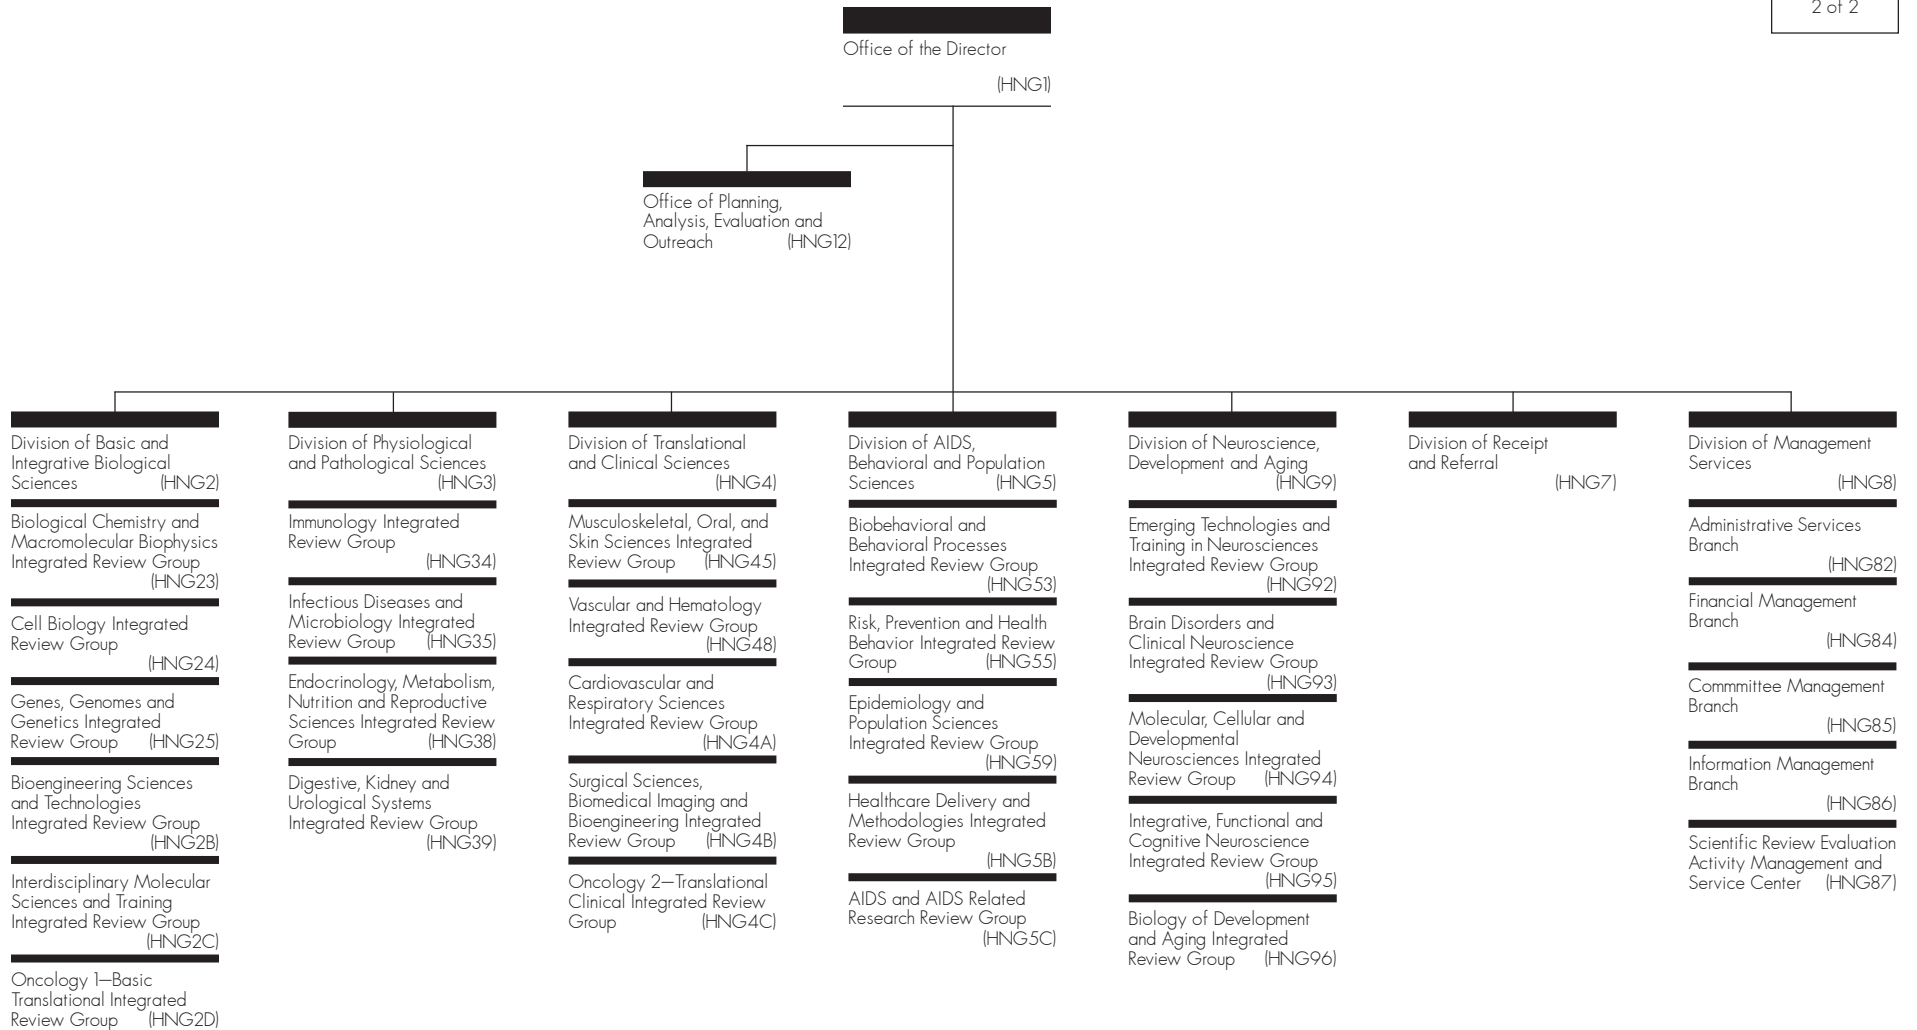 2 of 2
Office of the Director
(HNG1)
Office of Planning,
Analysis, Evaluation and
Outreach (HNG12)
Division of Basic and
Integrative Biological
Sciences (HNG2)
Biological Chemistry and
Macromolecular Biophysics
Integrated Review Group
(HNG23)
Cell Biology Integrated
Review Group
(HNG24)
Genes, Genomes and
Genetics Integrated
Review Group (HNG25)
Bioengineering Sciences
and Technologies
Integrated Review Group
(HNG2B)
Interdisciplinary Molecular
Sciences and Training
Integrated Review Group
(HNG2C)
Oncology 1—Basic
Translational Integrated
Review Group (HNG2D)
Division of Physiological
and Pathological Sciences
(HNG3)
Immunology Integrated
Review Group
(HNG34)
Infectious Diseases and
Microbiology Integrated
Review Group (HNG35)
Endocrinology, Metabolism,
Nutrition and Reproductive
Sciences Integrated Review
Group (HNG38)
Digestive, Kidney and
Urological Systems
Integrated Review Group
(HNG39)
Division of Translational
and Clinical Sciences
(HNG4)
Musculoskeletal, Oral, and
Skin Sciences Integrated
Review Group (HNG45)
Vascular and Hematology
Integrated Review Group
(HNG48)
Cardiovascular and
Respiratory Sciences
Integrated Review Group
(HNG4A)
Surgical Sciences,
Biomedical Imaging and
Bioengineering Integrated
Review Group (HNG4B)
Oncology 2—Translational
Clinical Integrated Review
Group (HNG4C)
Division of AIDS,
Behavioral and Population
Sciences (HNG5)
Biobehavioral and
Behavioral Processes
Integrated Review Group
(HNG53)
Risk, Prevention and Health
Behavior Integrated Review
Group (HNG55)
Epidemiology and
Population Sciences
Integrated Review Group
(HNG59)
Healthcare Delivery and
Methodologies Integrated
Review Group
(HNG5B)
AIDS and AIDS Related
Research Review Group
(HNG5C)
Division of Neuroscience,
Development and Aging
(HNG9)
Emerging Technologies and
Training in Neurosciences
Integrated Review Group
(HNG92)
Brain Disorders and
Clinical Neuroscience
Integrated Review Group
(HNG93)
Molecular, Cellular and
Developmental
Neurosciences Integrated
Review Group (HNG94)
Integrative, Functional and
Cognitive Neuroscience
Integrated Review Group
(HNG95)
Biology of Development
and Aging Integrated
Review Group (HNG96)
Division of Receipt
and Referral
(HNG7)
Division of Management
Services
(HNG8)
Administrative Services
Branch
(HNG82)
Financial Management
Branch
(HNG84)
Commmittee Management
Branch
(HNG85)
Information Management
Branch
(HNG86)
Scientific Review Evaluation
Activity Management and
Service Center (HNG87)